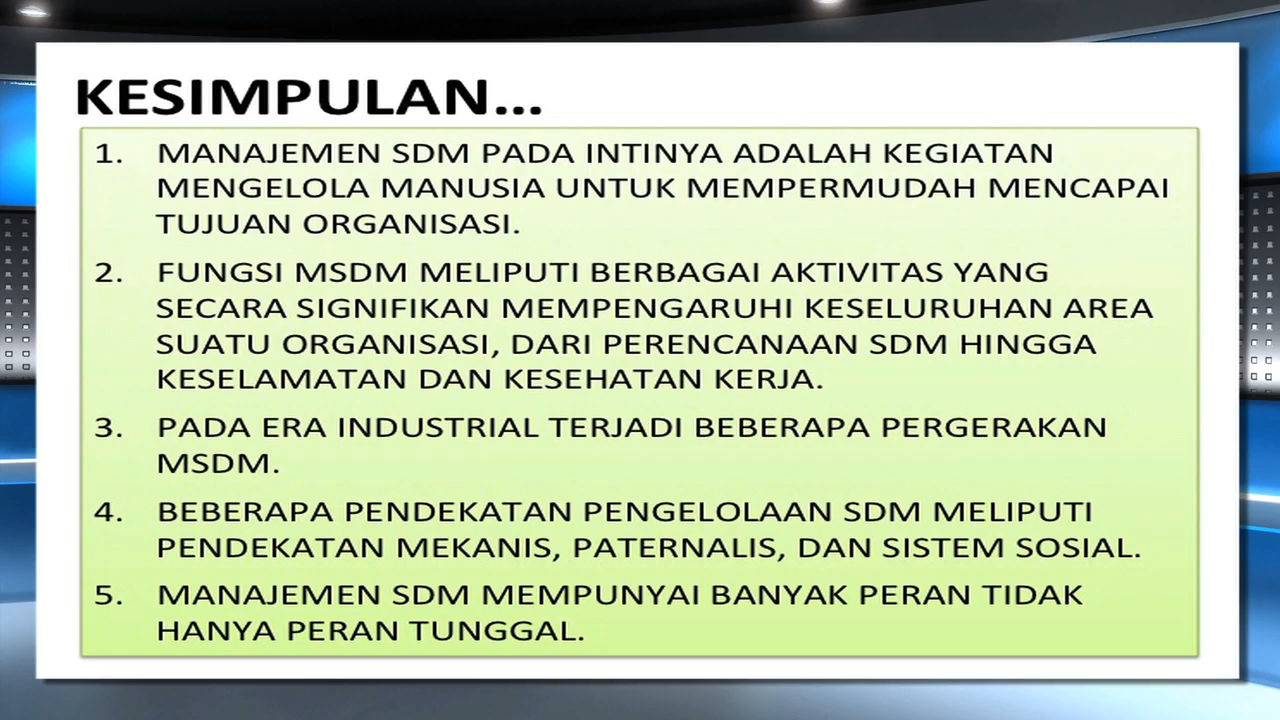 KESIMPULAN...
1. MANAJEMEN SDM PADA INTINYA ADALAH KEGIATAN
MENGELOLA MANUSIA UNTUK MEMPERMUDAH MENCAPAI
TUJUAN ORGANISASI.
2. FUNGSI MSDM MELIPUTI BERBAGAI AKTIVITAS YANG
SECARA SIGNIFIKAN MEMPENGARUHI KESELURUHAN AREA
SUATU ORGANISASI, DARI PERENCANAAN SDM HINGGA
KESELAMATAN DAN KESEHATAN KERJA.
3. PADA ERA INDUSTRIAL TERJADI BEBERAPA PERGERAKAN
MSDM.
4. BEBERAPA PENDEKATAN PENGELOLAAN SDM MELIPUTI
PENDEKATAN MEKANIS, PATERNALIS, DAN SISTEM SOSIAL.
5. MANAJEMEN SDM MEMPUNYAI BANYAK PERAN TIDAK
HANYA PERAN TUNGGAL.